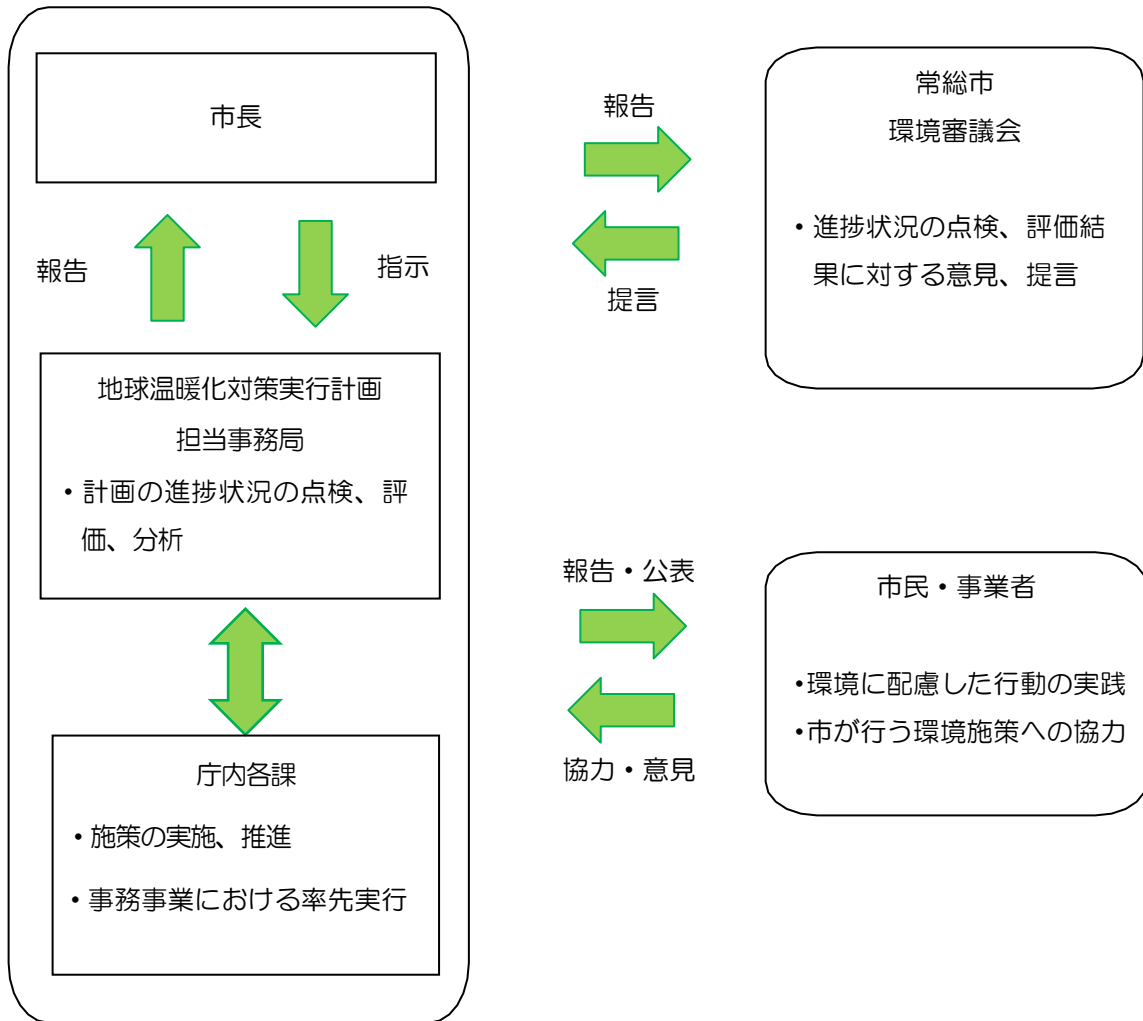 市長
報告
指示
地球温暖化対策実行計画
担当事務局
・計画の進捗状況の点検、評
価、分析
庁内各課
・施策の実施、推進
・事務事業における率先実行
報告
提言
常総市
環境審議会
・進捗状況の点検、評価結
果に対する意見、提言
報告・公表
協力・意見
市民・事業者
・環境に配慮した行動の実践
・市が行う環境施策への協力